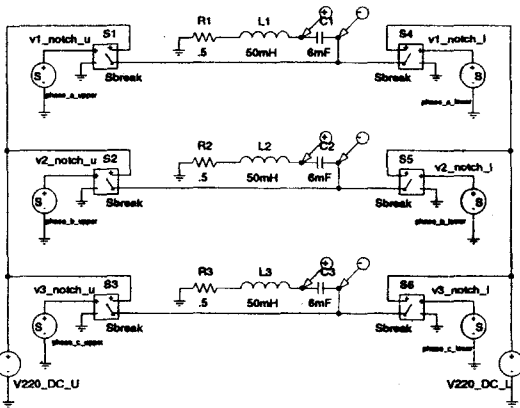 R1 L1 C1
v1_notch_u S1 S4 v1_notch_l
.5 50mH 6mF
S Sbreak Sbreak S
phase_a_upper phase_a_lower
R2 L2 C2
v2_notch_u S2 S5 v2_notch_l
.5 50mH 6mF
S Sbreak Sbreak S
phase_b_upper phase_b_lower
R3 L3 C3
v3_notch_u S3 S6 v3_notch_l
.5 50mH 6mF
S Sbreak Sbreak S
phase_c_upper phase_c_lower
V220_DC_U V220_DC_L